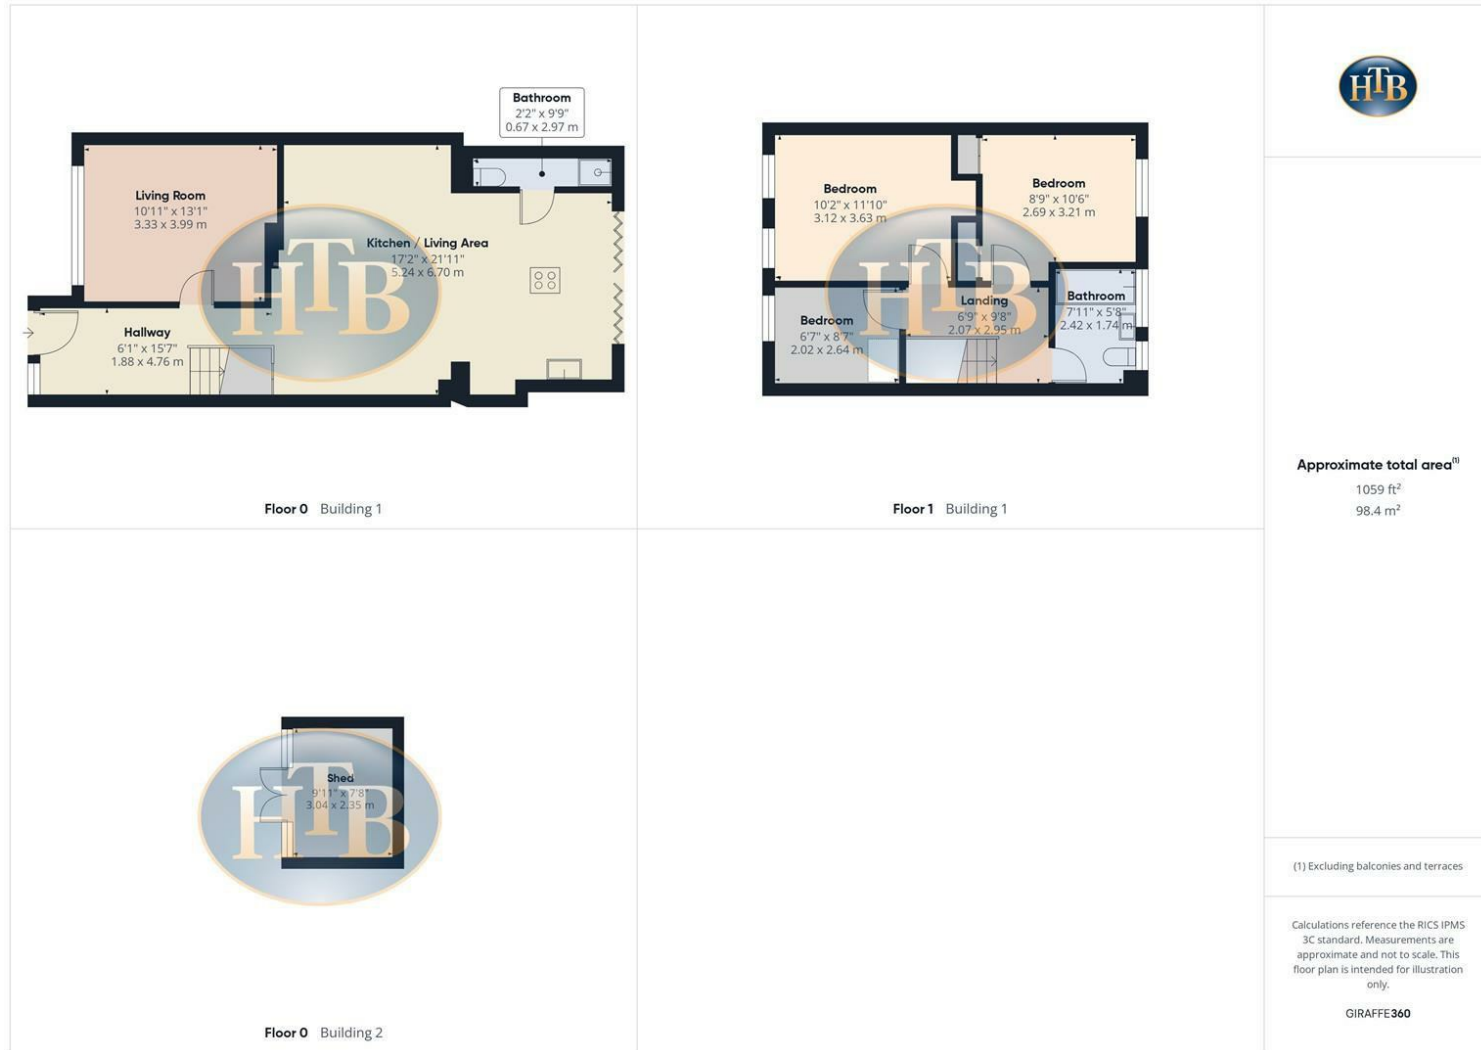 Bathroom
2'2" x 9'9"
0.67 x 2.97 m
Living Room
10'11" x 13'1"
3.33 x 3.99 m
Kitchen / Living Area
17'2" x 21'11"
5.24 x 6.70 m
Hallway
6'1" x 15'7"
1.88 x 4.76 m
HTB
Floor 0 Building 1
Bedroom
10'2" x 11'10"
3.12 x 3.63 m
Bedroom
8'9" x 10'6"
2.69 x 3.21 m
Bedroom
6'7" x 8'7"
2.02 x 2.64 m
Landing
6'9" x 9'8"
2.07 x 2.95 m
Bathroom
7'11" x 5'8"
2.42 x 1.74 m
HTB
Floor 1 Building 1
Shed
9'11" x 7'8"
3.04 x 2.35 m
HTB
Floor 0 Building 2
HTB
Approximate total area(1)
1059 ft²
98.4 m²
(1) Excluding balconies and terraces
Calculations reference the RICS IPMS
3C standard. Measurements are
approximate and not to scale. This
floor plan is intended for illustration
only.
GIRAFFE360